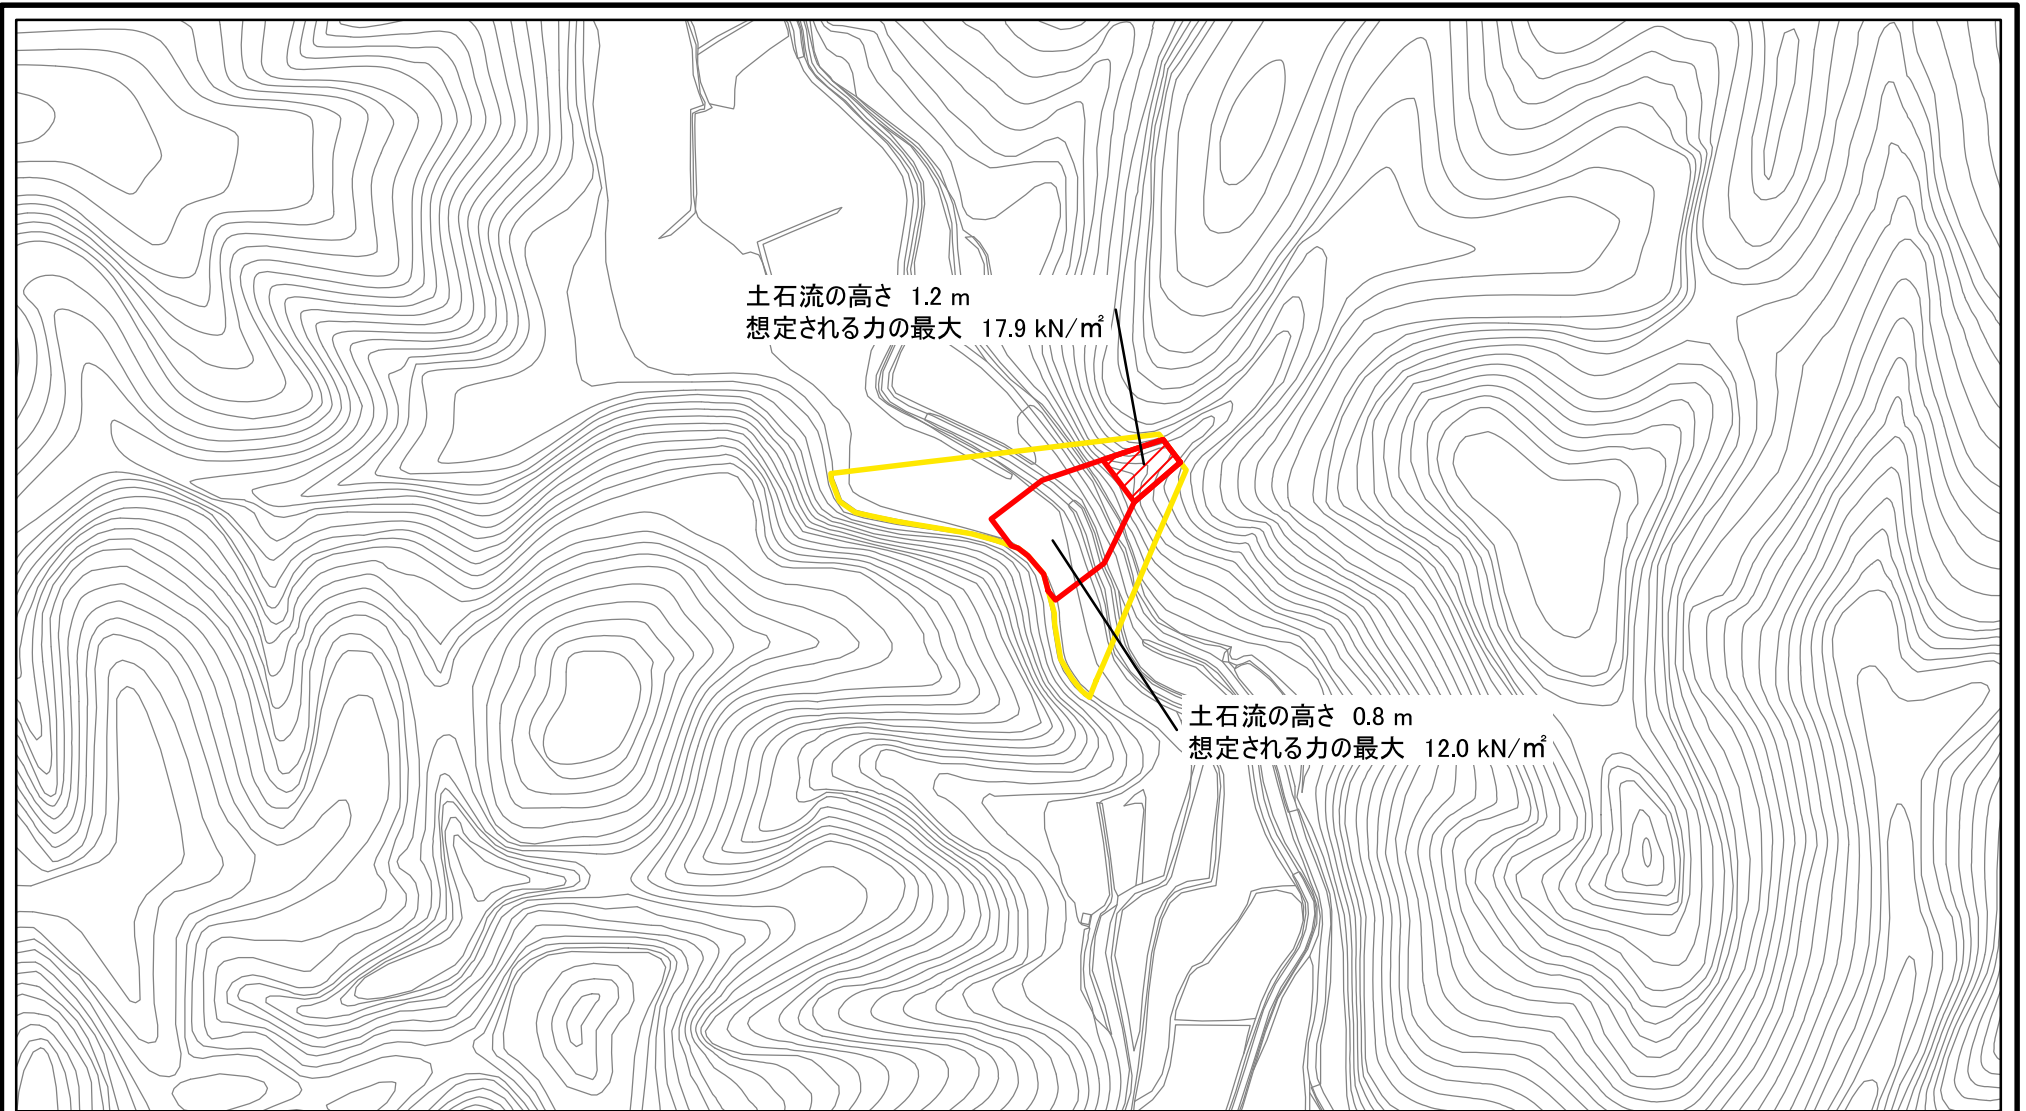 土石流の高さ 1.2 m
想定される力の最大 17.9 kN/㎡
土石流の高さ 0.8 m
想定される力の最大 12.0 kN/㎡